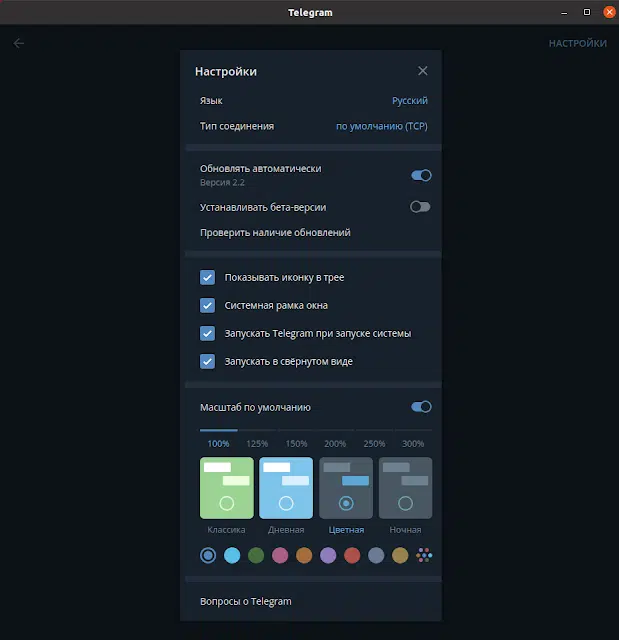 Telegram
НАСТРОЙКИ
Настройки
Язык Русский
Тип соединения по умолчанию (TCP)
Обновлять автоматически
Версия 2.2
Устанавливать бета-версии
Проверить наличие обновлений
Показывать иконку в трее
Системная рамка окна
Запускать Telegram при запуске системы
Запускать в свёрнутом виде
Масштаб по умолчанию
100% 125% 150% 200% 250% 300%
Классика Дневная Цветная Ночная
Вопросы о Telegram